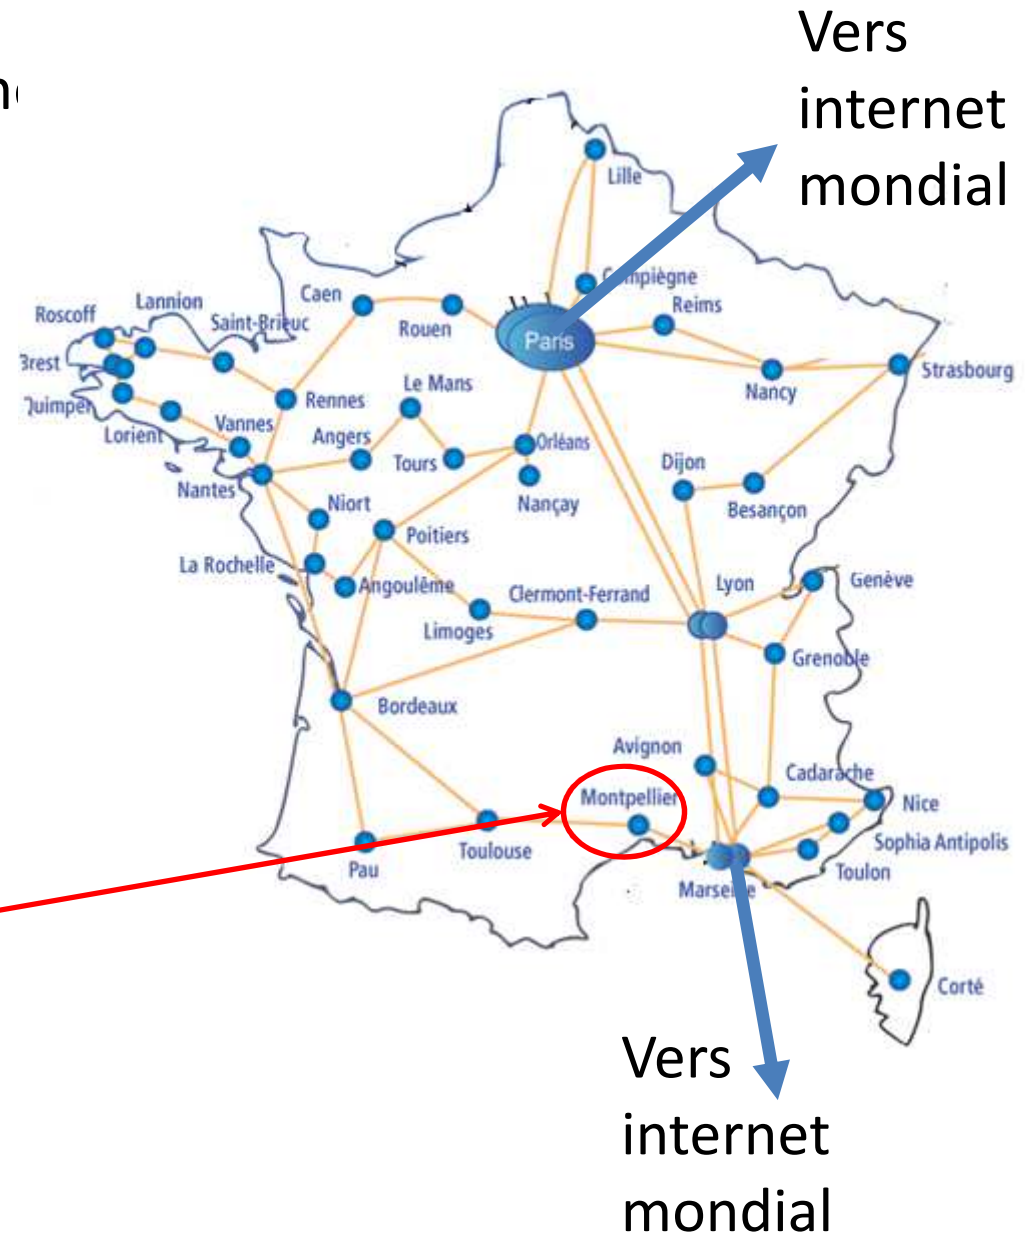 Vers
internet
mondial
Lille
Compiègne
Reims
Caen
Rouen
Paris
Lannion
Roscoff
Saint-Brieuc
Brest
Nancy
Strasbourg
Rennes
Le Mans
Quimper
Lorient
Vannes
Angers
Tours
Orléans
Nançay
Dijon
Besançon
Nantes
Niort
Poitiers
La Rochelle
Angoulême
Limoges
Clermont-Ferrand
Lyon
Genève
Grenoble
Bordeaux
Avignon
Cadarache
Montpellier
Nice
Sophia Antipolis
Toulon
Toulouse
Pau
Marseille
Corté
Vers
internet
mondial